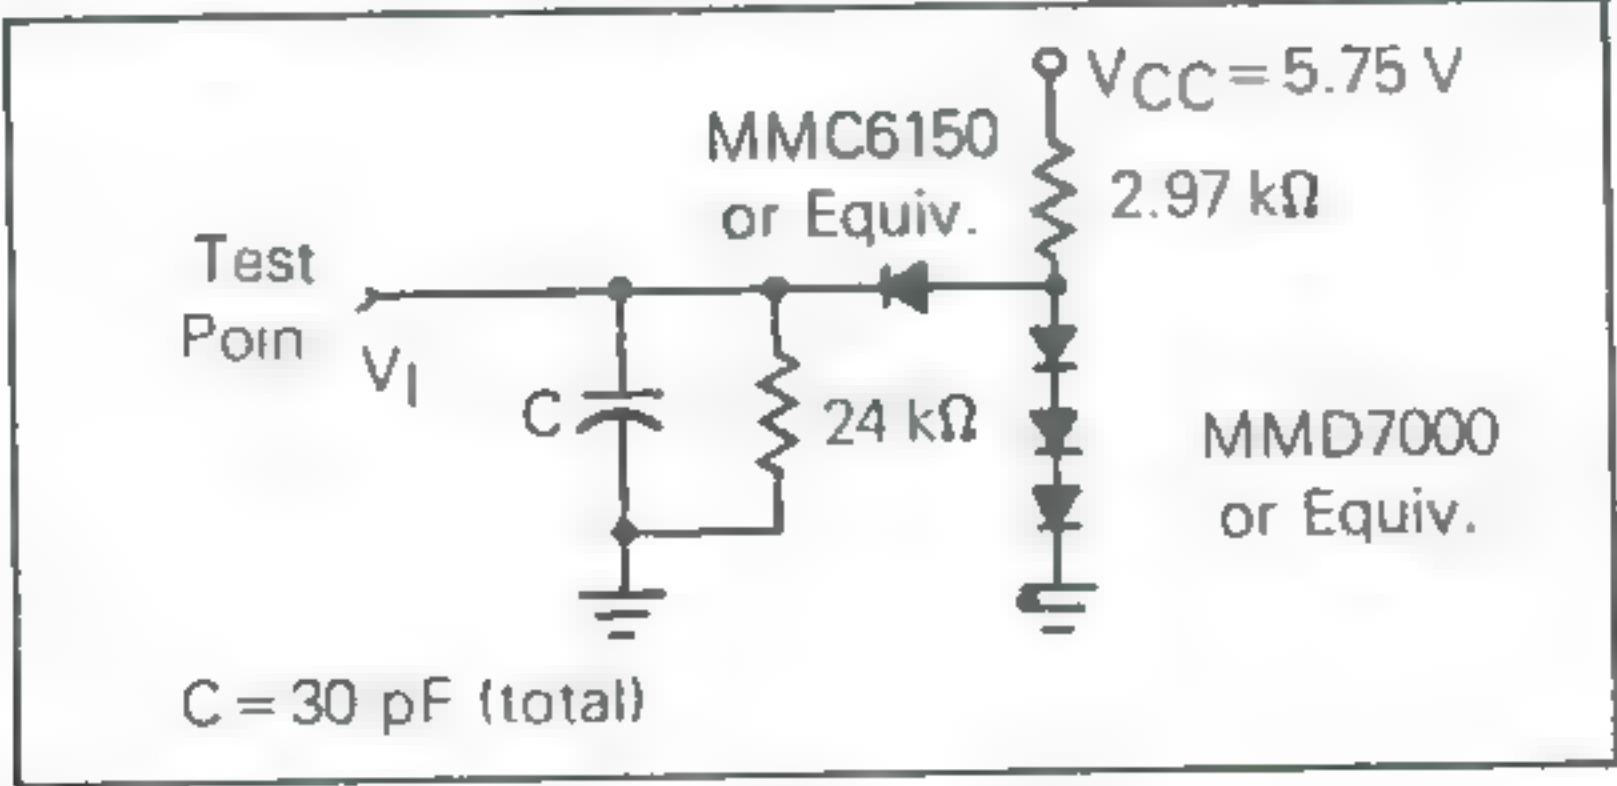 VCC = 5.75 V
MMC6150
or Equiv.
2.97 kΩ
Test
Poin
VI
C
24 kΩ
MMD7000
or Equiv.
C = 30 pF (total)